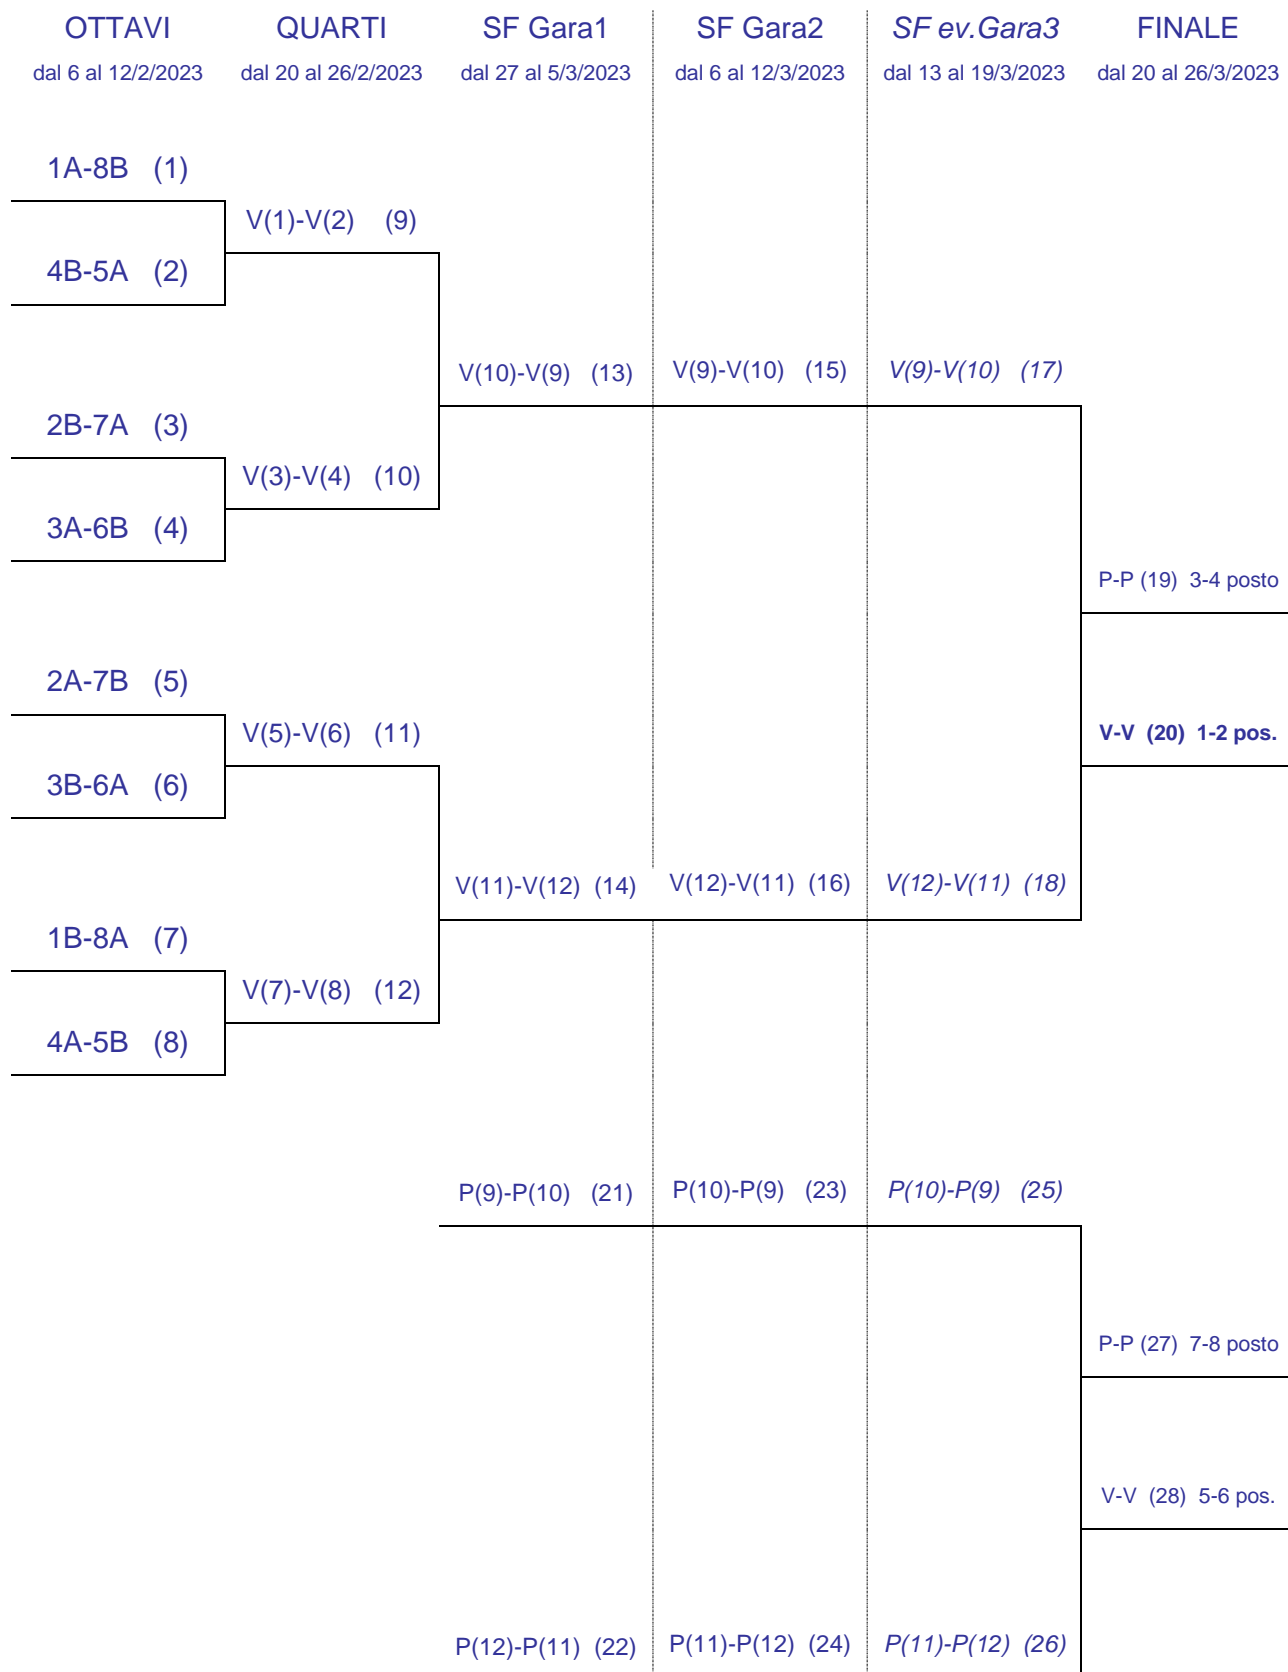 OTTAVI QUARTI SF Gara1 SF Gara2 SF ev.Gara3 FINALE
dal 6 al 12/2/2023 dal 20 al 26/2/2023 dal 27 al 5/3/2023 dal 6 al 12/3/2023 dal 13 al 19/3/2023 dal 20 al 26/3/2023
1A-8B (1)
V(1)-V(2) (9)
4B-5A (2)
V(10)-V(9) (13) V(9)-V(10) (15) V(9)-V(10) (17)
2B-7A (3)
V(3)-V(4) (10)
3A-6B (4)
P-P (19) 3-4 posto
2A-7B (5)
V(5)-V(6) (11) V-V (20) 1-2 pos.
3B-6A (6)
V(11)-V(12) (14) V(12)-V(11) (16) V(12)-V(11) (18)
1B-8A (7)
V(7)-V(8) (12)
4A-5B (8)
P(9)-P(10) (21) P(10)-P(9) (23) P(10)-P(9) (25)
P-P (27) 7-8 posto
V-V (28) 5-6 pos.
P(12)-P(11) (22) P(11)-P(12) (24) P(11)-P(12) (26)